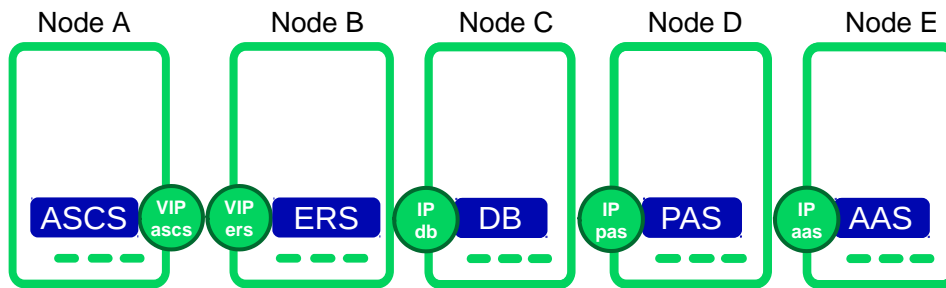 Node A
Node B
Node C
Node D
Node E
ASCS
VIP
ascs
VIP
ers
ERS
IP
db
DB
IP
pas
PAS
IP
aas
AAS